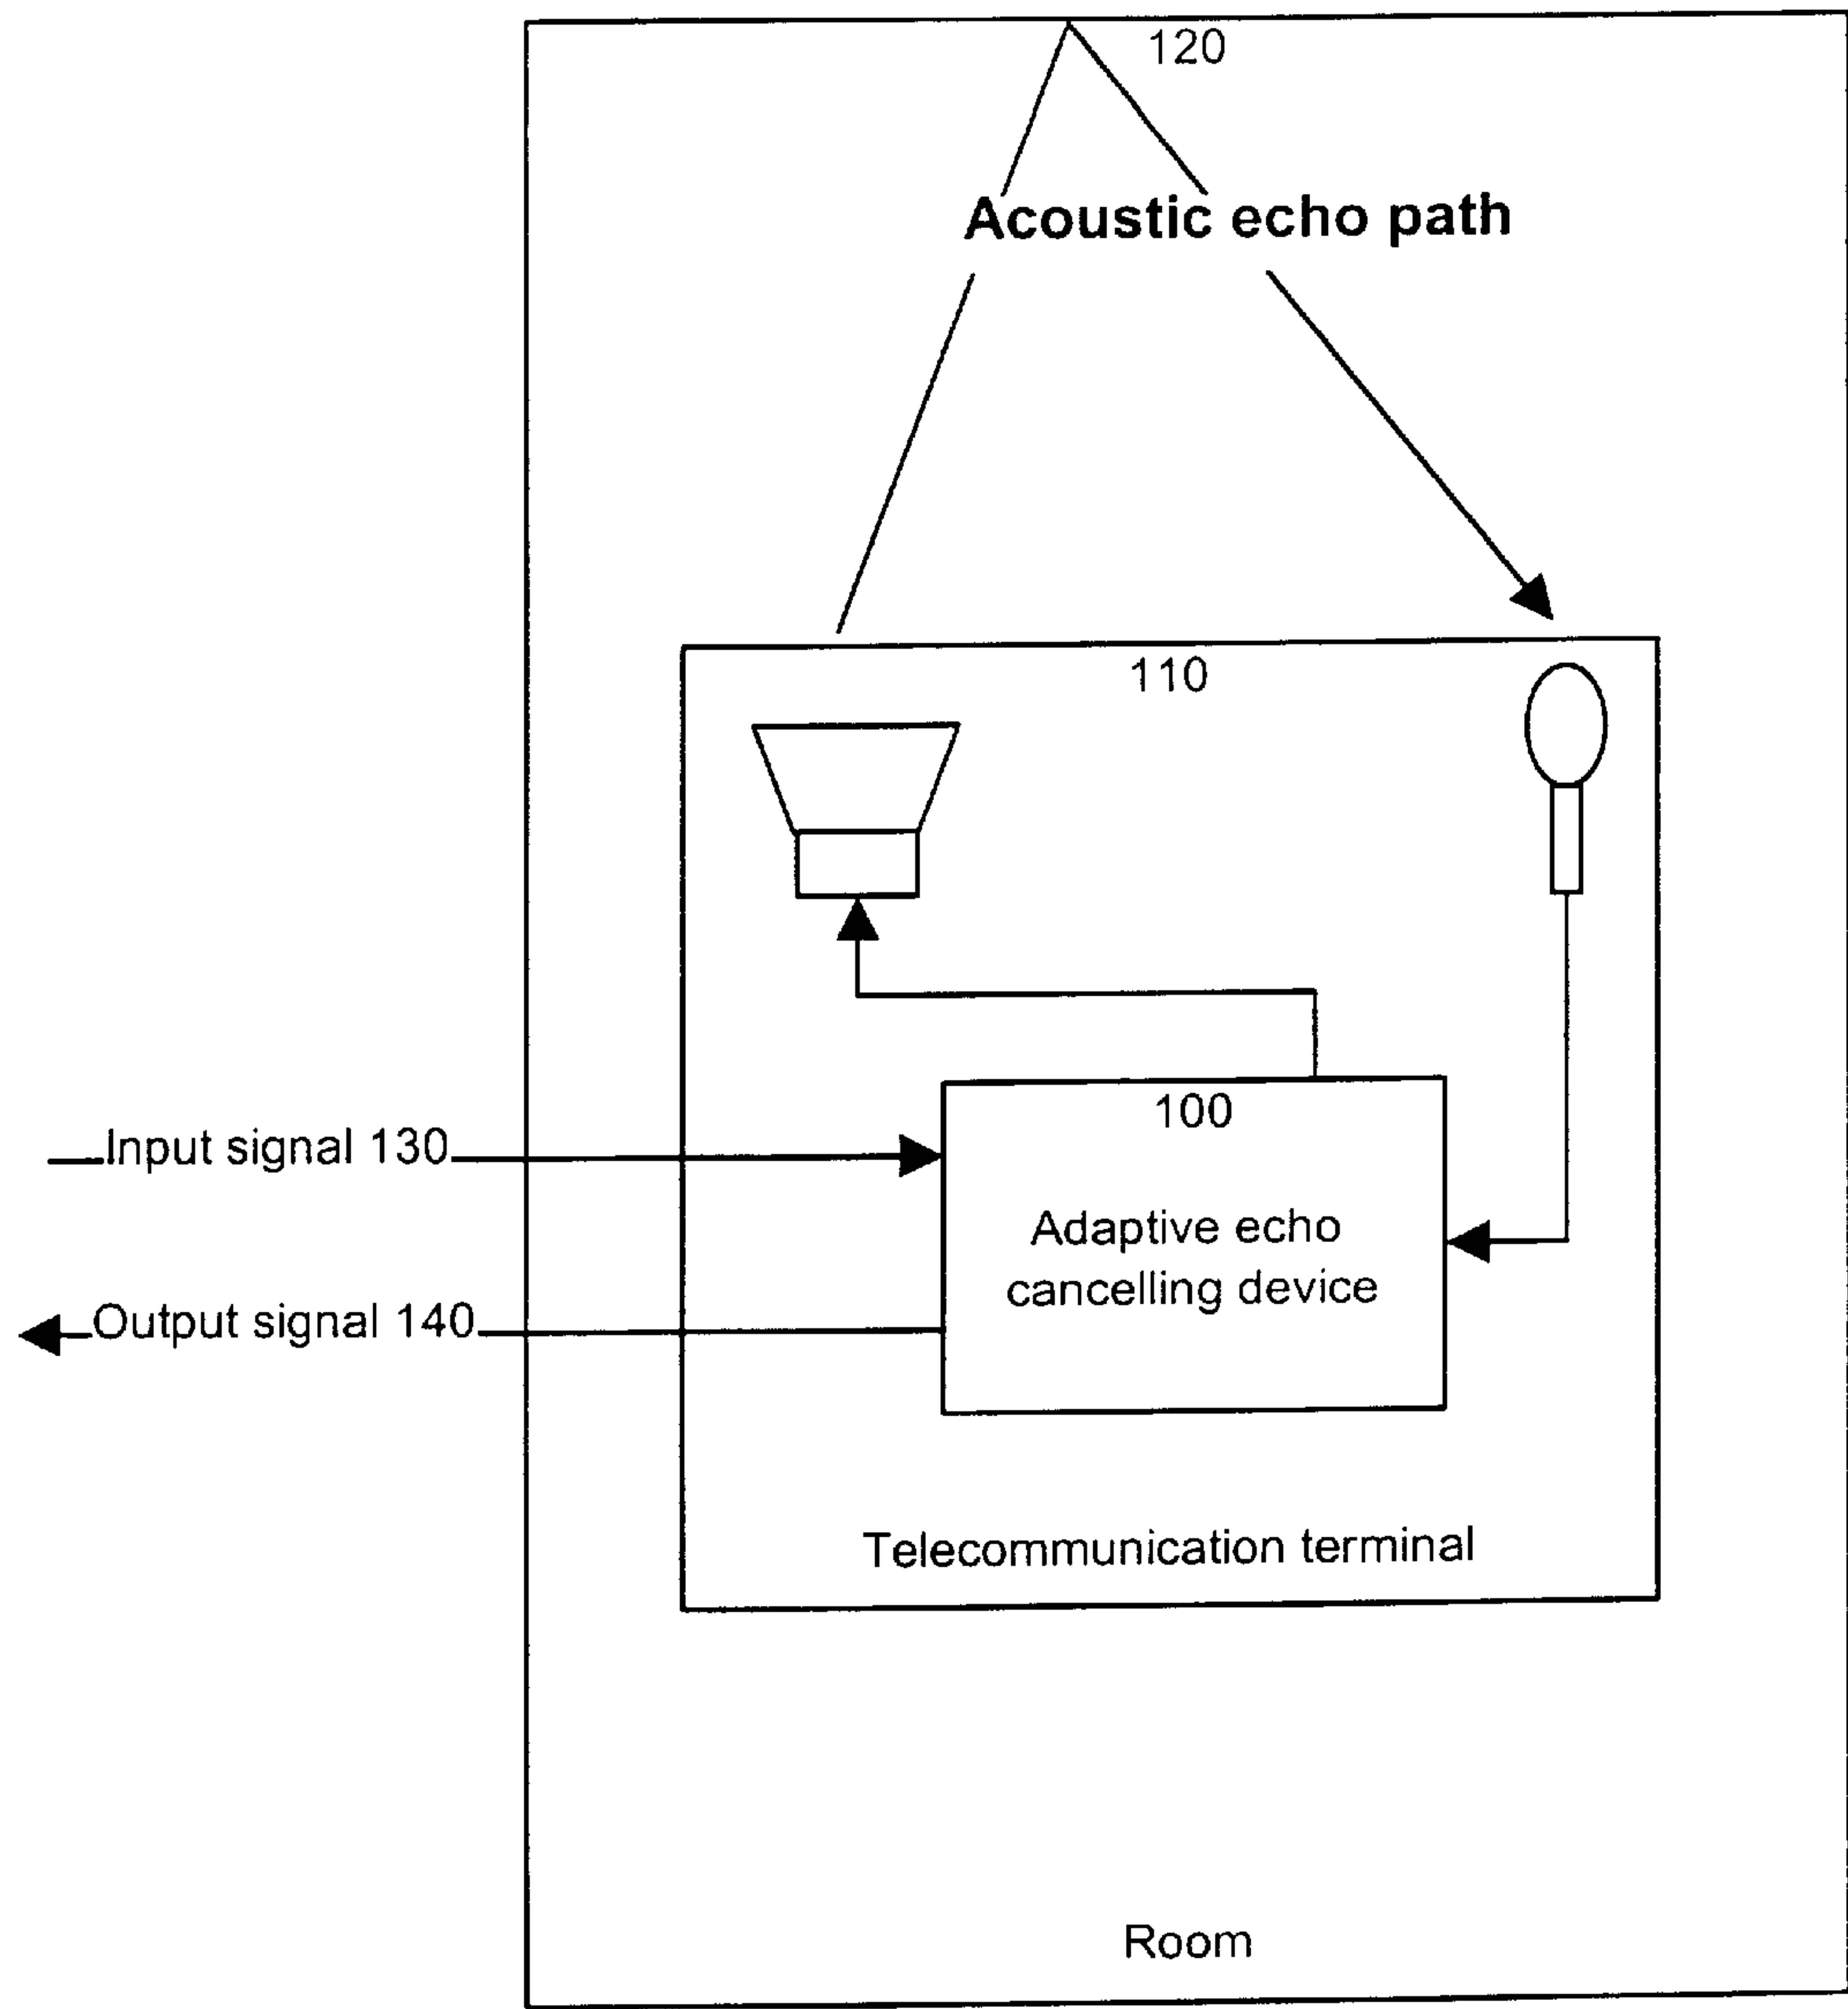 120
Acoustic echo path
110
100
Input signal 130
Adaptive echo
cancelling device
Output signal 140
Telecommunication terminal
Room